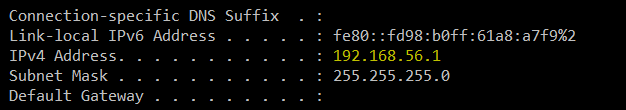 Connection-specific DNS Suffix  . :
Link-local IPv6 Address . . . . . : fe80::fd98:b0ff:61a8:a7f9%2
IPv4 Address. . . . . . . . . . . : 192.168.56.1
Subnet Mask . . . . . . . . . . . : 255.255.255.0
Default Gateway . . . . . . . . . :